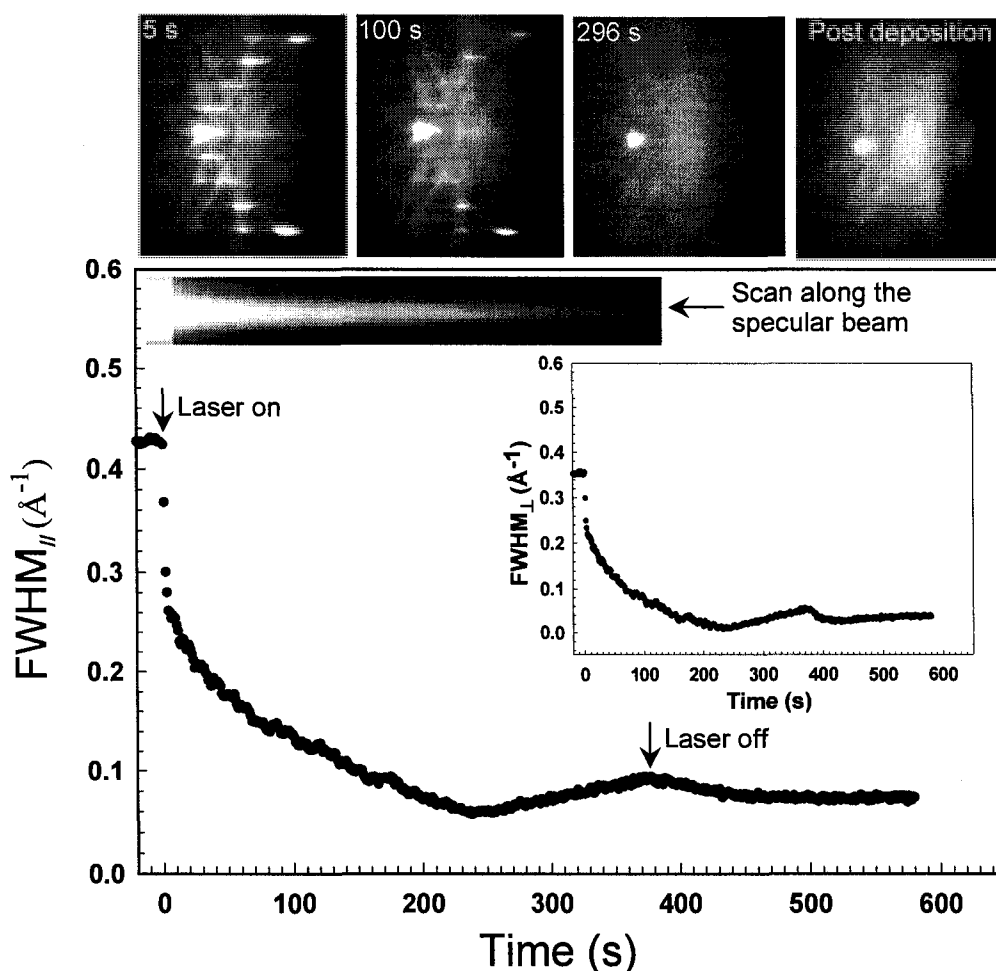 5 s
100 s
296 s
Post deposition
Scan along the
specular beam
Laser on
Laser off
FWHM// (Å-1)
0.6
0.5
0.4
0.3
0.2
0.1
0.0
0
100
200
300
400
500
600
Time (s)
FWHM⊥ (Å-1)
0.6
0.5
0.4
0.3
0.2
0.1
0.0
0
100
200
300
400
500
600
Time (s)